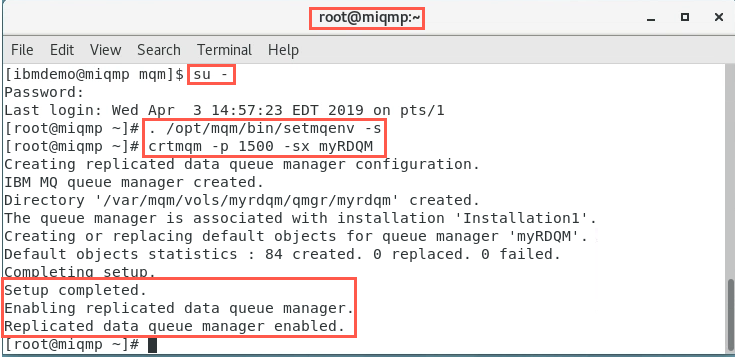 root@miqmp:~
File Edit View Search Terminal Help
[ibmdemo@miqmp mqm]$ su -
Password:
Last login: Wed Apr  3 14:57:23 EDT 2019 on pts/1
[root@miqmp ~]# . /opt/mqm/bin/setmqenv -s
[root@miqmp ~]# crtmqm -p 1500 -sx myRDQM
Creating replicated data queue manager configuration.
IBM MQ queue manager created.
Directory '/var/mqm/vols/myrdqm/qmgr/myrdqm' created.
The queue manager is associated with installation 'Installation1'.
Creating or replacing default objects for queue manager 'myRDQM'.
Default objects statistics : 84 created. 0 replaced. 0 failed.
Completing setup.
Setup completed.
Enabling replicated data queue manager.
Replicated data queue manager enabled.
[root@miqmp ~]#